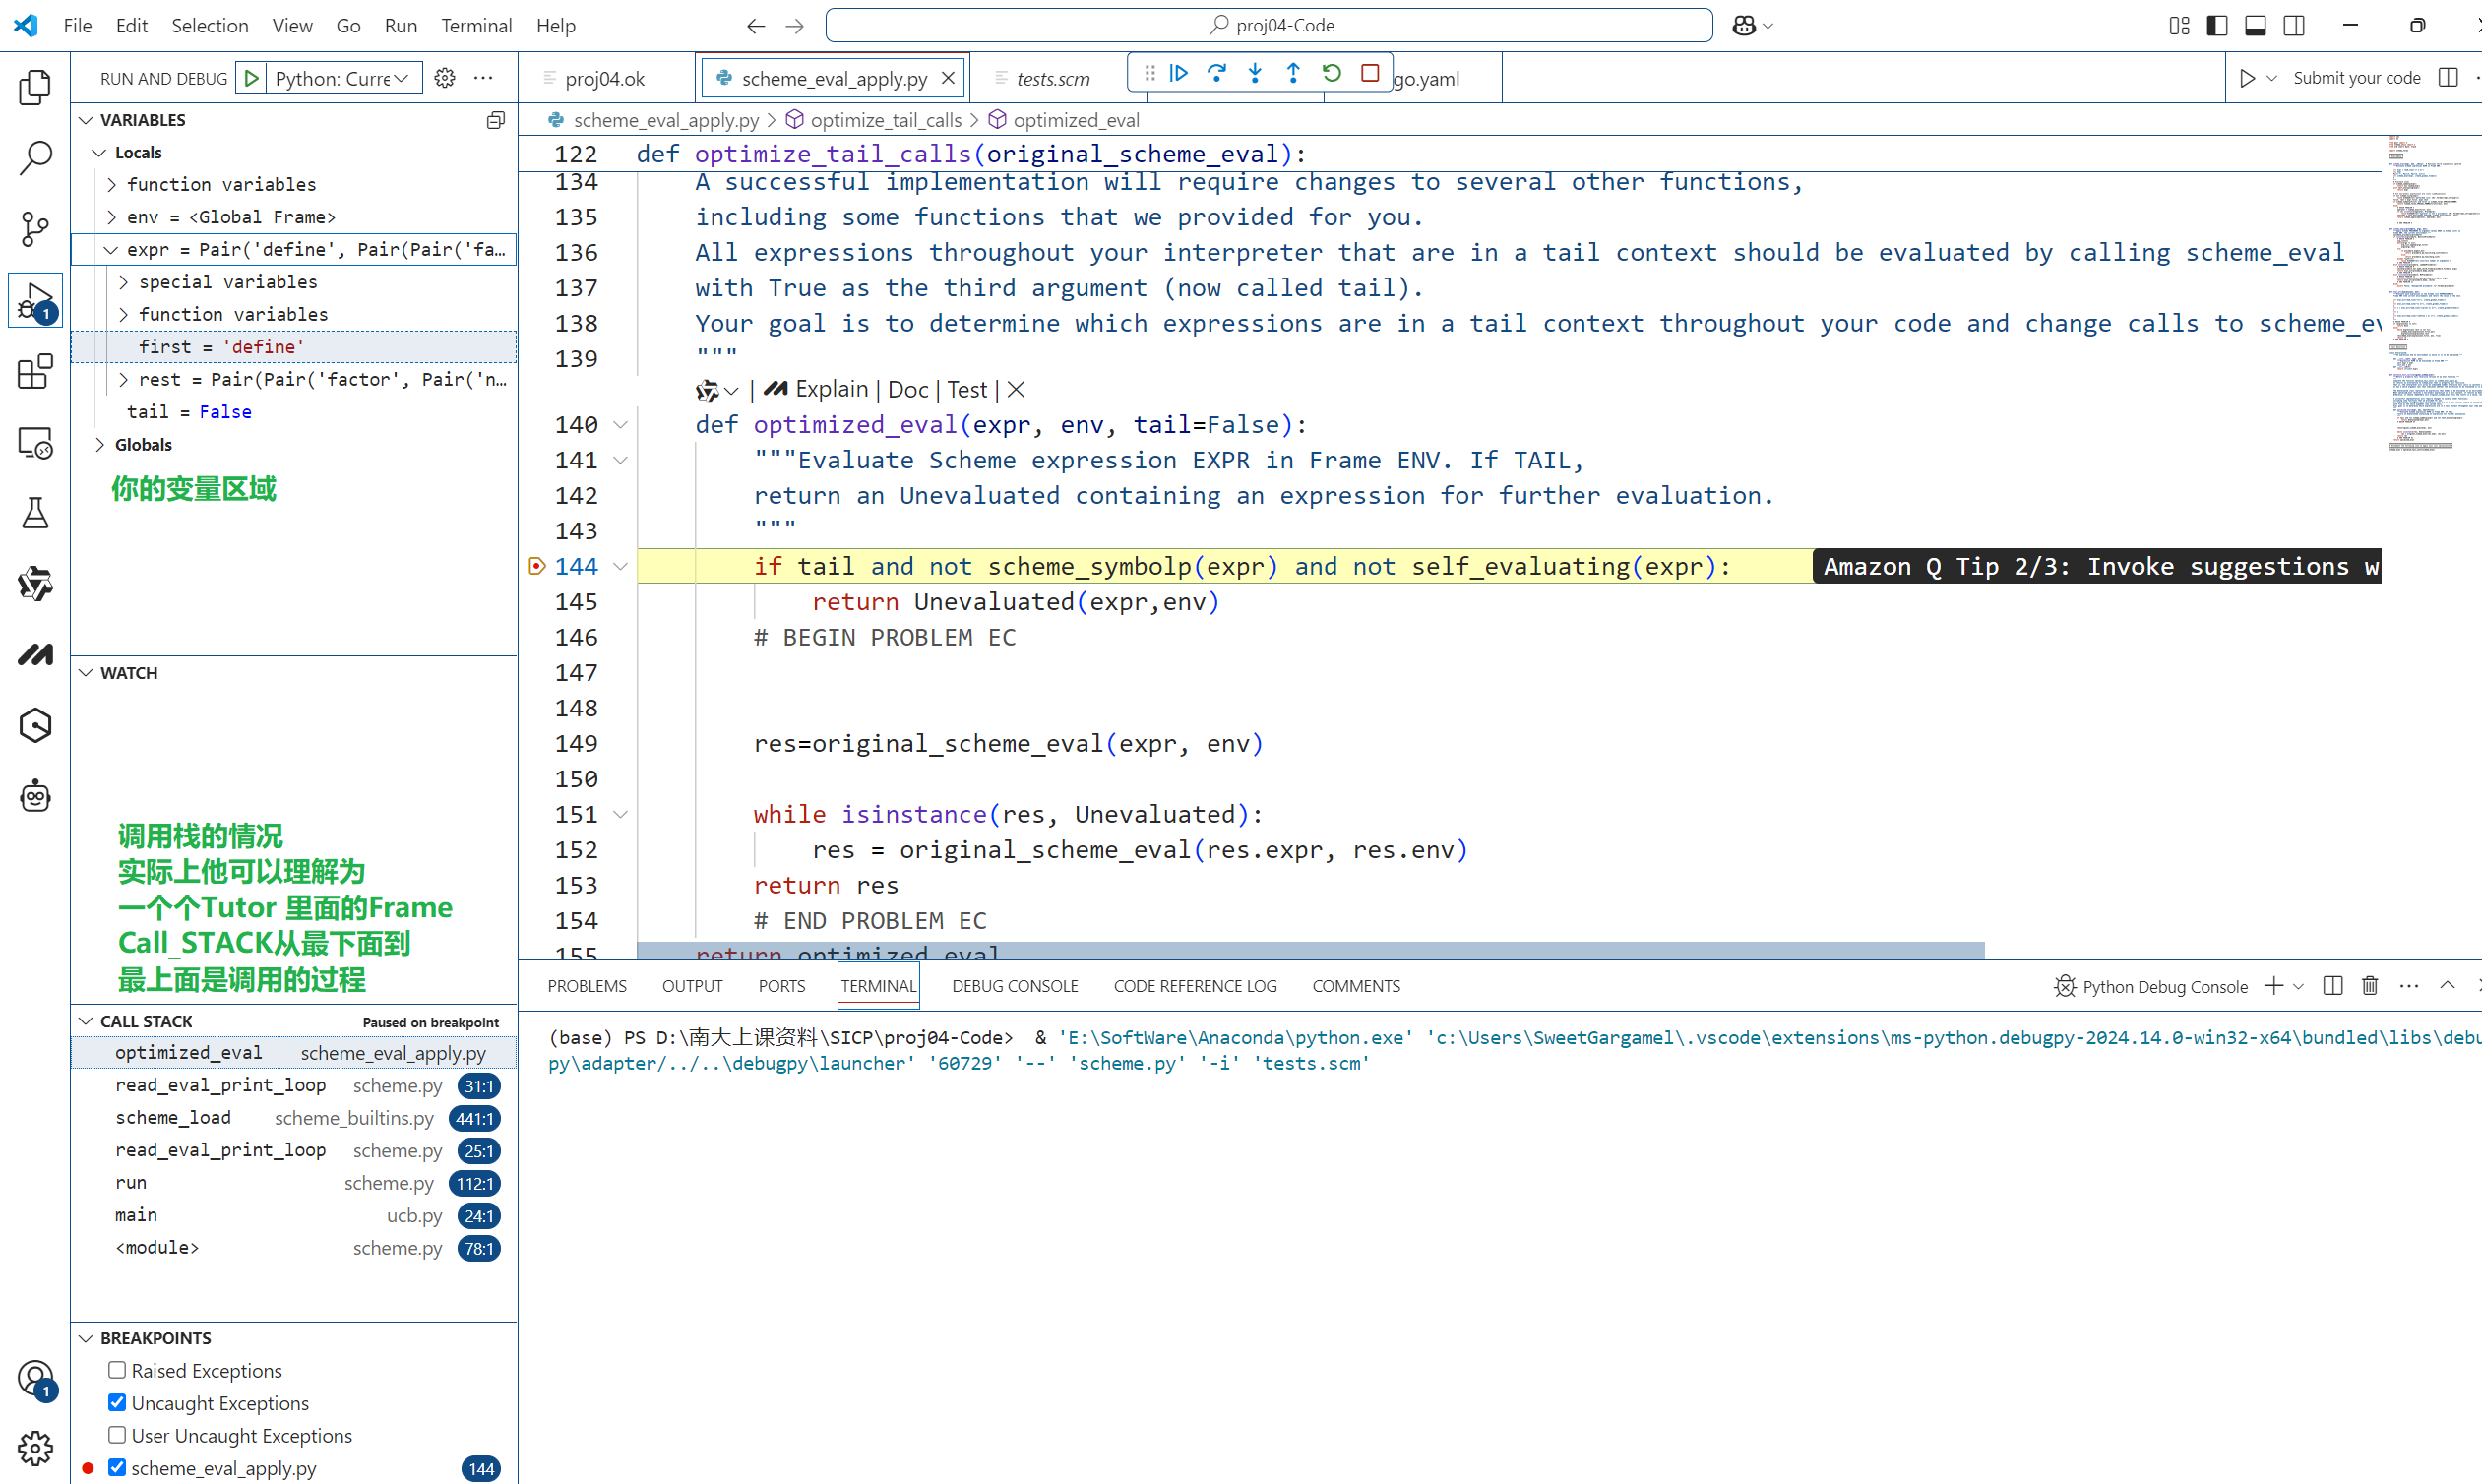 File Edit Selection View Go Run Terminal Help
proj04-Code
RUN AND DEBUG Python: Curre
proj04.ok scheme_eval_apply.py tests.scm go.yaml
Submit your code
VARIABLES
scheme_eval_apply.py > optimize_tail_calls > optimized_eval
Locals
function variables
env = <Global Frame>
expr = Pair('define', Pair(Pair('fa...
special variables
function variables
first = 'define'
rest = Pair(Pair('factor', Pair('n...
tail = False
Globals
你的变量区域
WATCH
调用栈的情况
实际上他可以理解为
一个个Tutor 里面的Frame
Call_STACK从最下面到
最上面是调用的过程
CALL STACK Paused on breakpoint
optimized_eval scheme_eval_apply.py
read_eval_print_loop scheme.py 31:1
scheme_load scheme_builtins.py 441:1
read_eval_print_loop scheme.py 25:1
run scheme.py 112:1
main ucb.py 24:1
<module> scheme.py 78:1
BREAKPOINTS
Raised Exceptions
Uncaught Exceptions
User Uncaught Exceptions
scheme_eval_apply.py 144
1
1
122 def optimize_tail_calls(original_scheme_eval):
134 A successful implementation will require changes to several other functions,
135 including some functions that we provided for you.
136 All expressions throughout your interpreter that are in a tail context should be evaluated by calling scheme_eval
137 with True as the third argument (now called tail).
138 Your goal is to determine which expressions are in a tail context throughout your code and change calls to scheme_ev
139 """
Explain | Doc | Test |
140 def optimized_eval(expr, env, tail=False):
141 """Evaluate Scheme expression EXPR in Frame ENV. If TAIL,
142 return an Unevaluated containing an expression for further evaluation.
143 """
144 if tail and not scheme_symbolp(expr) and not self_evaluating(expr): Amazon Q Tip 2/3: Invoke suggestions w
145 return Unevaluated(expr,env)
146 # BEGIN PROBLEM EC
147
148
149 res=original_scheme_eval(expr, env)
150
151 while isinstance(res, Unevaluated):
152 res = original_scheme_eval(res.expr, res.env)
153 return res
154 # END PROBLEM EC
155 return optimized_eval
PROBLEMS OUTPUT PORTS TERMINAL DEBUG CONSOLE CODE REFERENCE LOG COMMENTS
Python Debug Console
(base) PS D:\南大上课资料\SICP\proj04-Code> & 'E:\SoftWare\Anaconda\python.exe' 'c:\Users\SweetGargamel\.vscode\extensions\ms-python.debugpy-2024.14.0-win32-x64\bundled\libs\debu
py\adapter/../..\debugpy\launcher' '60729' '--' 'scheme.py' '-i' 'tests.scm'